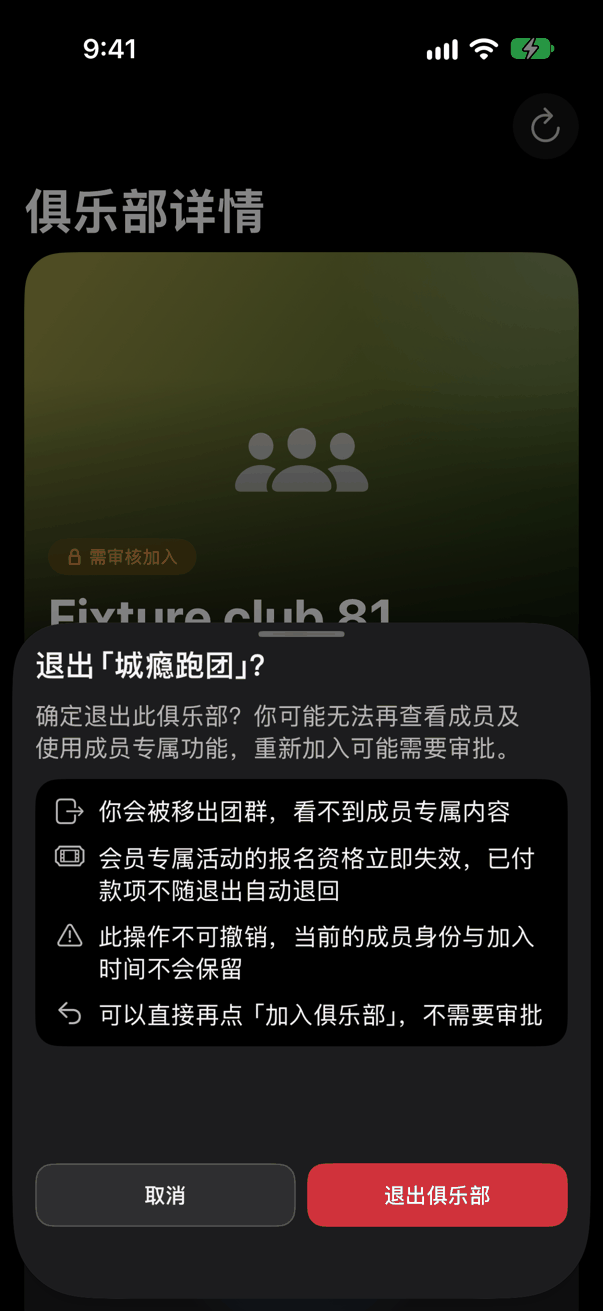 9:41
俱乐部详情
需审核加入
Fixture club 81
退出「城瘾跑团」?
确定退出此俱乐部？你可能无法再查看成员及
使用成员专属功能，重新加入可能需要审批。
你会被移出团群，看不到成员专属内容
会员专属活动的报名资格立即失效，已付
款项不随退出自动退回
此操作不可撤销，当前的成员身份与加入
时间不会保留
可以直接再点「加入俱乐部」，不需要审批
取消
退出俱乐部